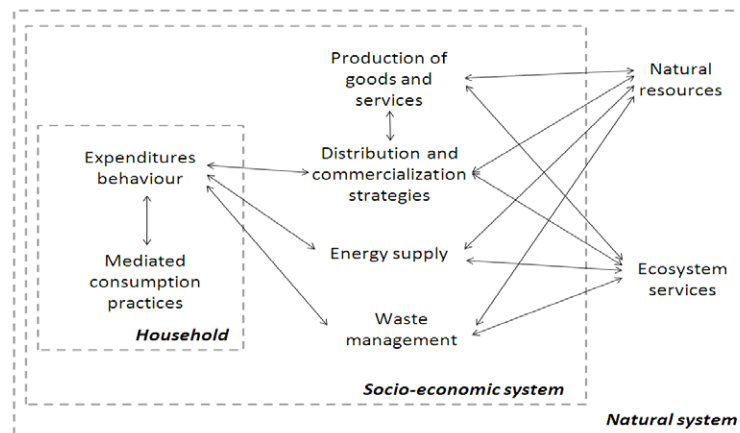 Production of
goods and
services
Natural
resources
Expenditures
behaviour
Distribution and
commercialization
strategies
Mediated
consumption
practices
Energy supply
Ecosystem
services
Household
Waste
management
Socio-economic system
Natural system